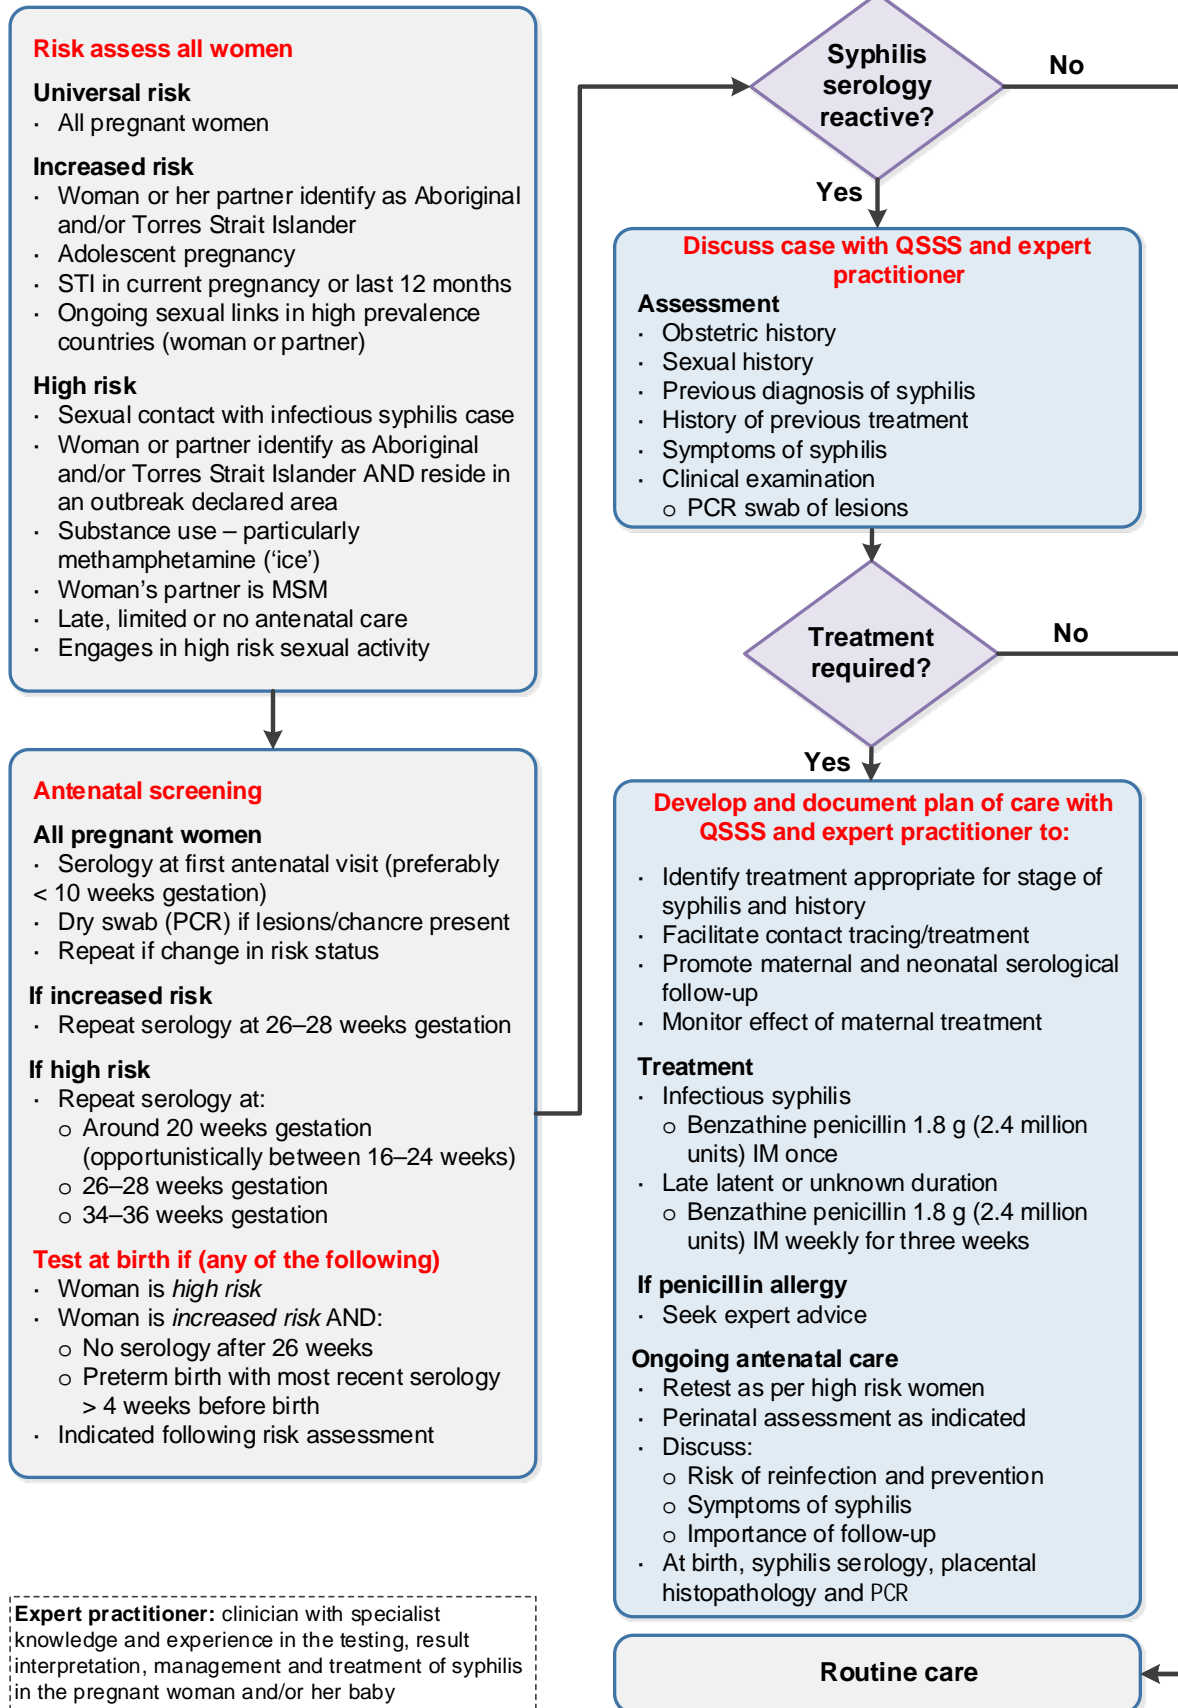 Risk assess all women
Universal risk
· All pregnant women
Increased risk
· Woman or her partner identify as Aboriginal
and/or Torres Strait Islander
· Adolescent pregnancy
· STI in current pregnancy or last 12 months
· Ongoing sexual links in high prevalence
countries (woman or partner)
High risk
· Sexual contact with infectious syphilis case
· Woman or partner identify as Aboriginal
and/or Torres Strait Islander AND reside in
an outbreak declared area
· Substance use – particularly
methamphetamine (‘ice’)
· Woman’s partner is MSM
· Late, limited or no antenatal care
· Engages in high risk sexual activity
Antenatal screening
All pregnant women
· Serology at first antenatal visit (preferably
< 10 weeks gestation)
· Dry swab (PCR) if lesions/chancre present
· Repeat if change in risk status
If increased risk
· Repeat serology at 26–28 weeks gestation
If high risk
· Repeat serology at:
o Around 20 weeks gestation
(opportunistically between 16–24 weeks)
o 26–28 weeks gestation
o 34–36 weeks gestation
Test at birth if (any of the following)
· Woman is high risk
· Woman is increased risk AND:
o No serology after 26 weeks
o Preterm birth with most recent serology
> 4 weeks before birth
· Indicated following risk assessment
Expert practitioner: clinician with specialist
knowledge and experience in the testing, result
interpretation, management and treatment of syphilis
in the pregnant woman and/or her baby
Syphilis
serology
reactive?
No
Yes
Discuss case with QSSS and expert
practitioner
Assessment
· Obstetric history
· Sexual history
· Previous diagnosis of syphilis
· History of previous treatment
· Symptoms of syphilis
· Clinical examination
o PCR swab of lesions
Treatment
required?
No
Yes
Develop and document plan of care with
QSSS and expert practitioner to:
· Identify treatment appropriate for stage of
syphilis and history
· Facilitate contact tracing/treatment
· Promote maternal and neonatal serological
follow-up
· Monitor effect of maternal treatment
Treatment
· Infectious syphilis
o Benzathine penicillin 1.8 g (2.4 million
units) IM once
· Late latent or unknown duration
o Benzathine penicillin 1.8 g (2.4 million
units) IM weekly for three weeks
If penicillin allergy
· Seek expert advice
Ongoing antenatal care
· Retest as per high risk women
· Perinatal assessment as indicated
· Discuss:
o Risk of reinfection and prevention
o Symptoms of syphilis
o Importance of follow-up
· At birth, syphilis serology, placental
histopathology and PCR
Routine care